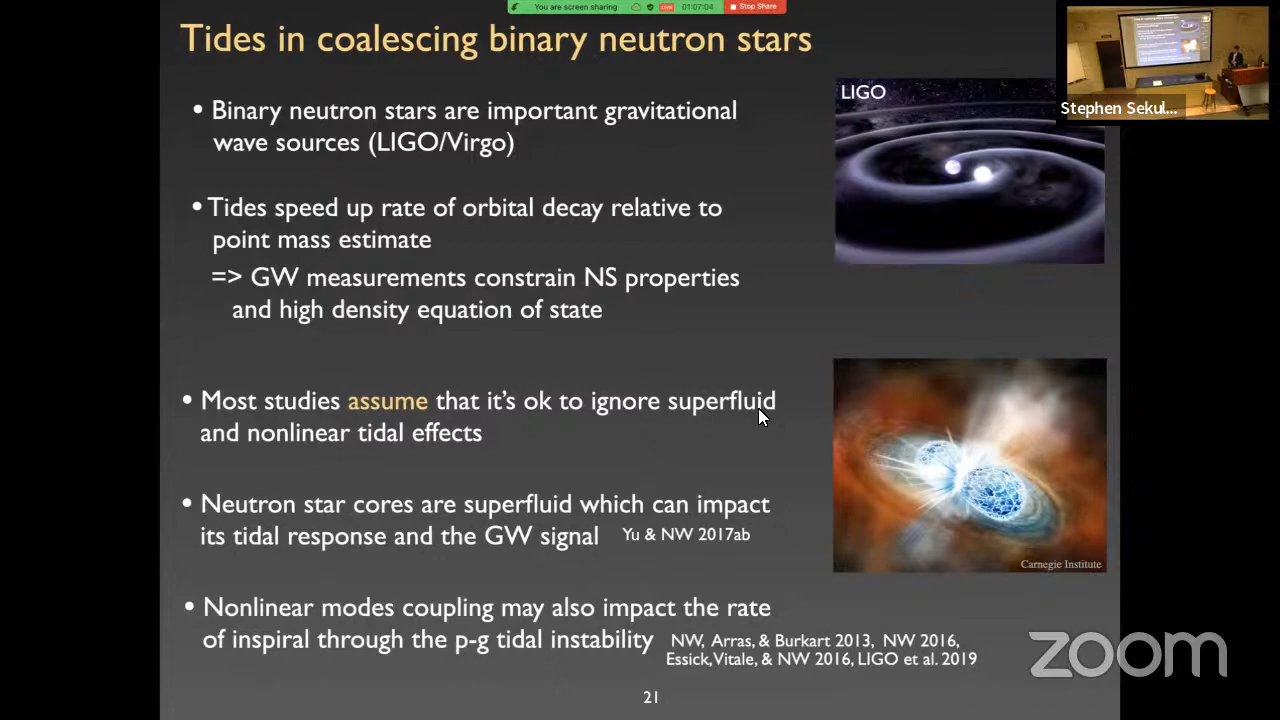 You are screen sharing
LIVE
01:07:04
Stop Share
Tides in coalescing binary neutron stars
LIGO
Stephen Sekul...
• Binary neutron stars are important gravitational
wave sources (LIGO/Virgo)
• Tides speed up rate of orbital decay relative to
point mass estimate
=> GW measurements constrain NS properties
and high density equation of state
• Most studies assume that it's ok to ignore superfluid
and nonlinear tidal effects
• Neutron star cores are superfluid which can impact
its tidal response and the GW signal Yu & NW 2017ab
Carnegie Institute
• Nonlinear modes coupling may also impact the rate
of inspiral through the p-g tidal instability NW, Arras, & Burkart 2013, NW 2016,
Essick, Vitale, & NW 2016, LIGO et al. 2019
zoom
21